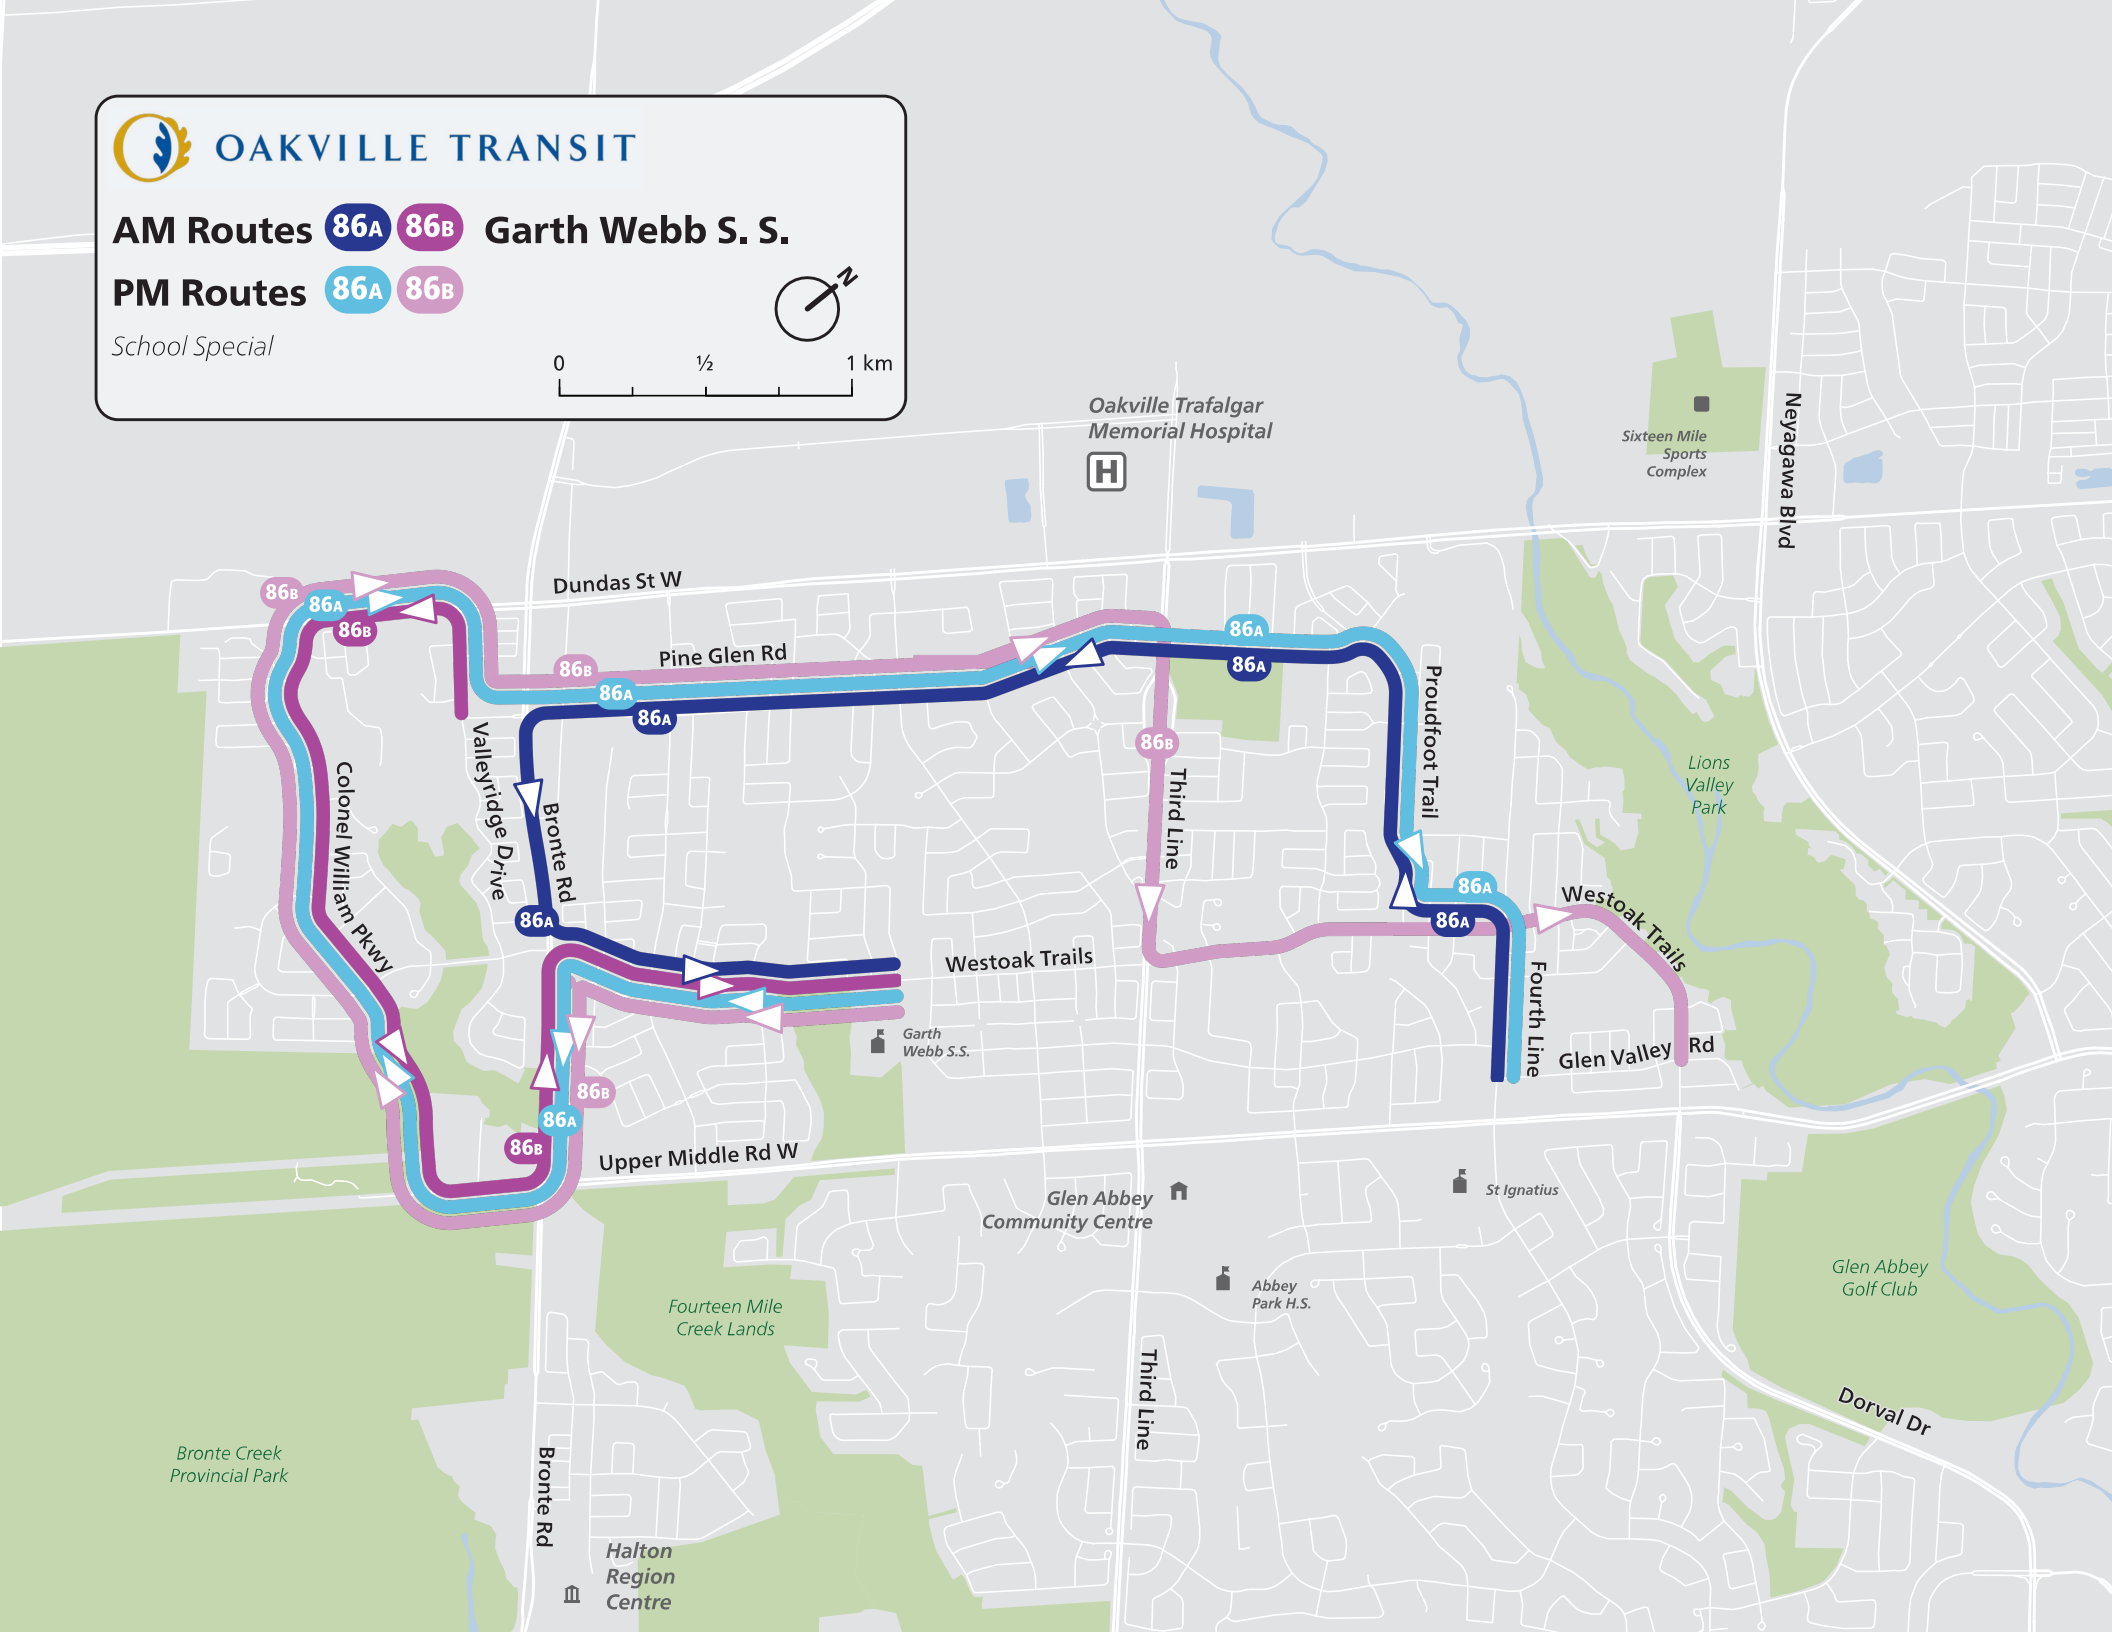 OAKVILLE TRANSIT
AM Routes 86A 86B Garth Webb S. S.
PM Routes 86A 86B
N
School Special
0 ½ 1 km
Oakville Trafalgar
Memorial Hospital
H
Sixteen Mile
Sports
Complex
Neyagawa Blvd
Dundas St W
86B
86A
86B
Pine Glen Rd
86B
86A
86A
86A
86A
Proudfoot Trail
Valleyridge Drive
Colonel William Pkwy
Bronte Rd
86B
Third Line
Lions
Valley
Park
86A
86A
86A
Westoak Trails
Westoak Trails
Fourth Line
Glen Valley Rd
Garth
Webb S.S.
86B
86A
86B
Upper Middle Rd W
Glen Abbey
Community Centre
St Ignatius
Abbey
Park H.S.
Glen Abbey
Golf Club
Fourteen Mile
Creek Lands
Third Line
Dorval Dr
Bronte Creek
Provincial Park
Bronte Rd
Halton
Region
Centre